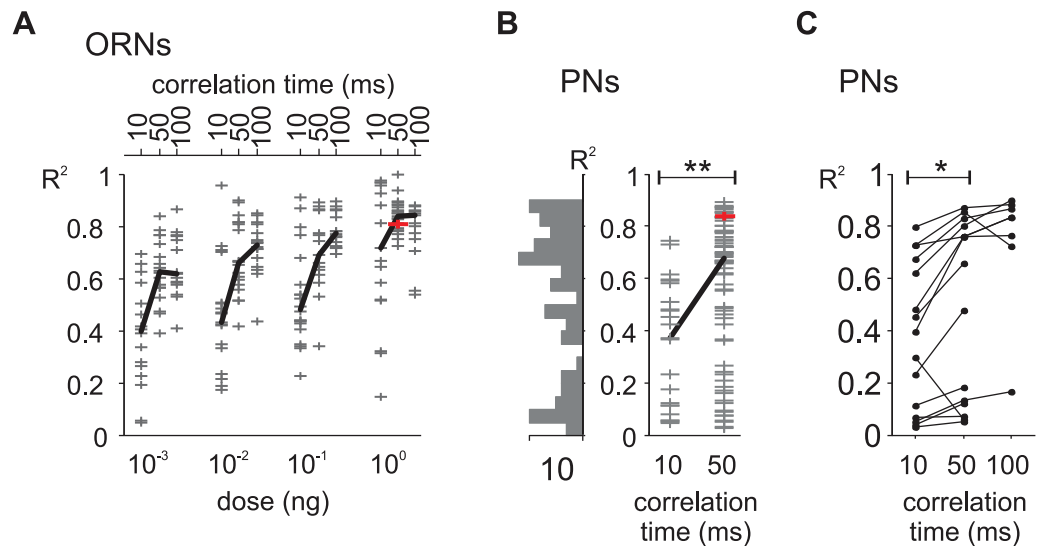 A B C
ORNs PNs PNs
correlation time (ms)
10 50 100 10 50 100 10 50 100 10 50 100
R² R² ** R² *
1 1 1
0.8 0.8 0.8
0.6 0.6 0.6
0.4 0.4 0.4
0.2 0.2 0.2
0 0 0
10⁻³ 10⁻² 10⁻¹ 10⁰ 10 10 50 10 50 100
dose (ng) correlation time (ms) correlation time (ms)